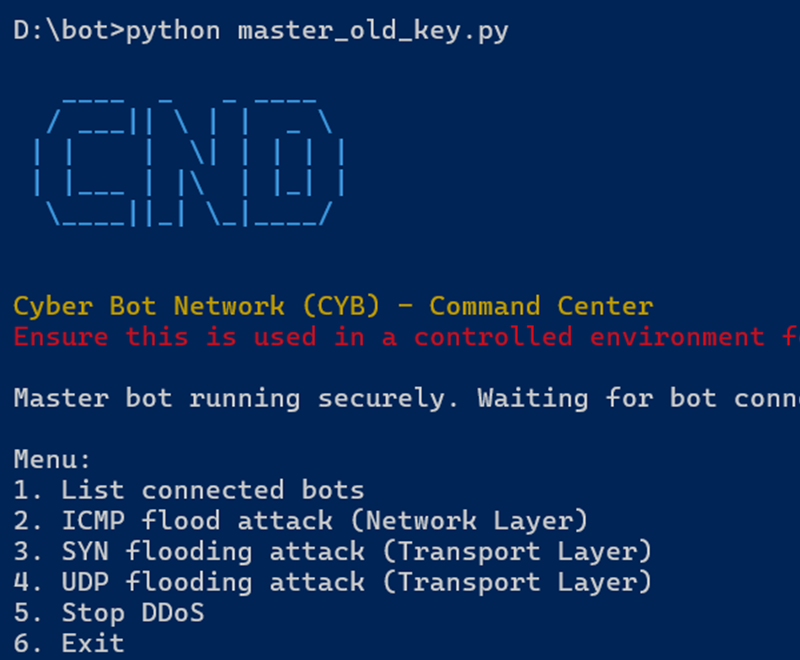 D:\bot>python master_old_key.py
CND
Cyber Bot Network (CYB) - Command Center
Ensure this is used in a controlled environment
Master bot running securely. Waiting for bot
Menu:
1. List connected bots
2. ICMP flood attack (Network Layer)
3. SYN flooding attack (Transport Layer)
4. UDP flooding attack (Transport Layer)
5. Stop DDoS
6. Exit